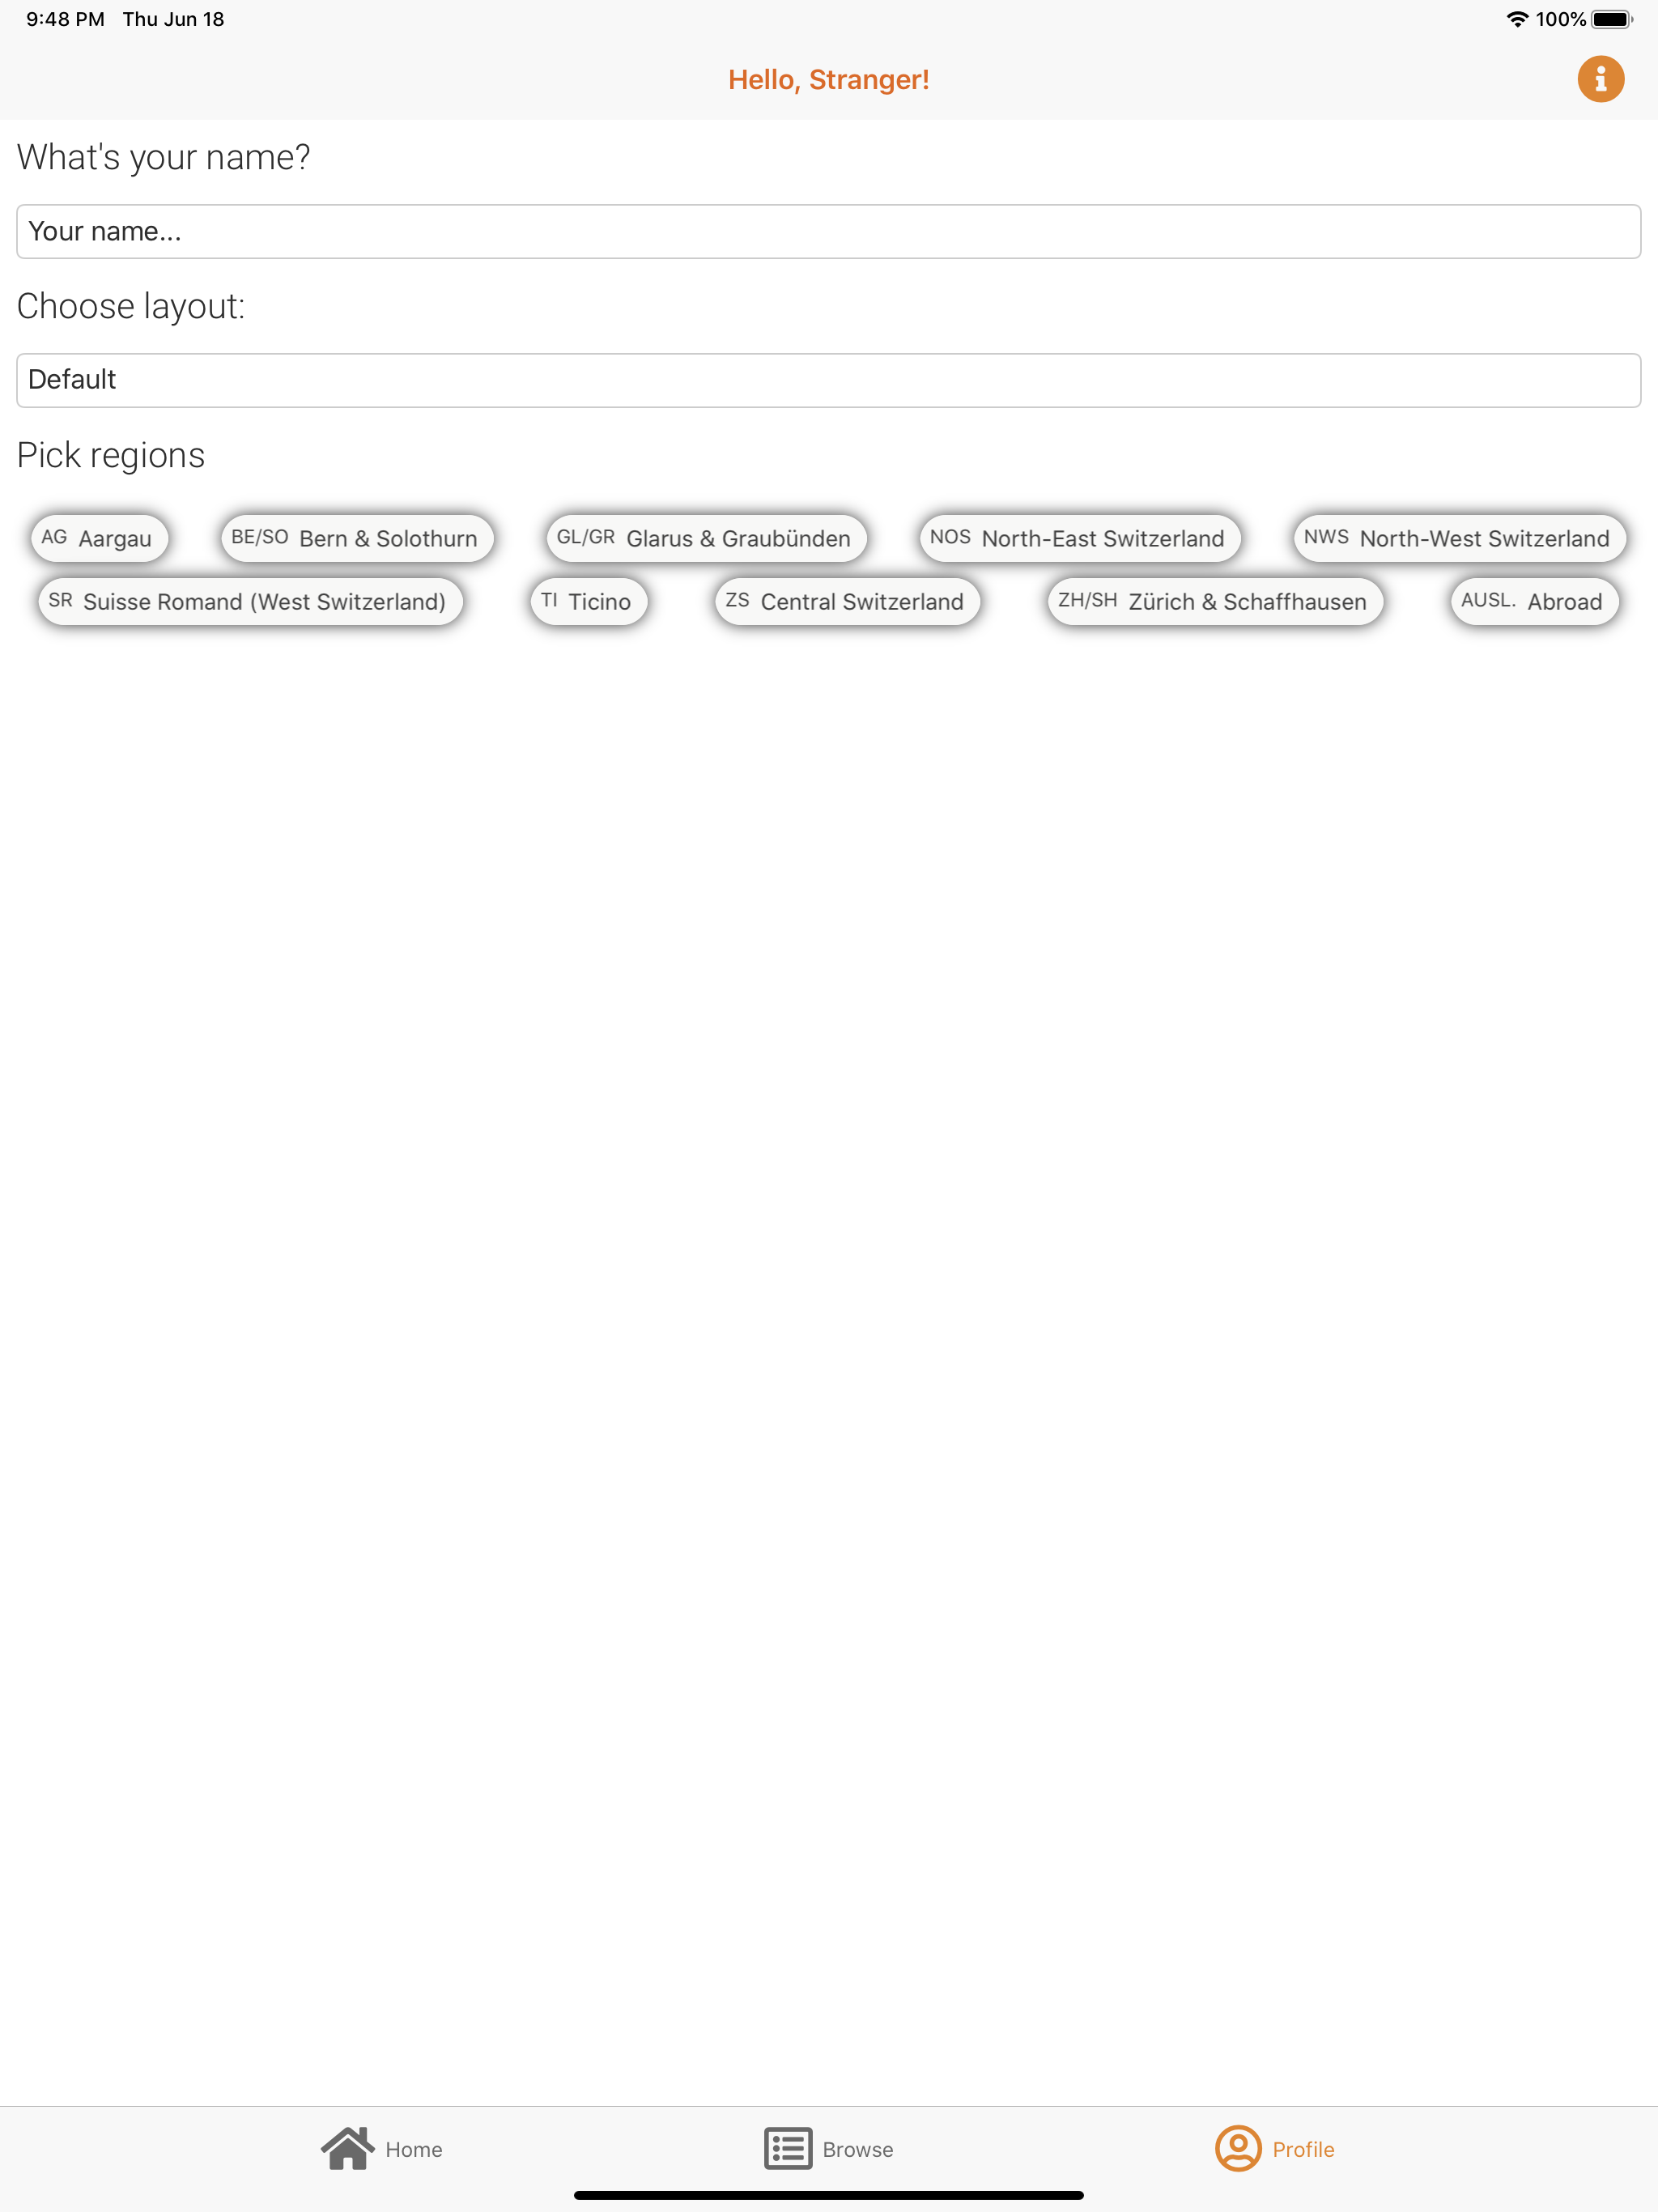 9:48 PM Thu Jun 18 100%
Hello, Stranger!
What's your name?
Your name...
Choose layout:
Default
Pick regions
AG Aargau BE/SO Bern & Solothurn GL/GR Glarus & Graubünden NOS North-East Switzerland NWS North-West Switzerland
SR Suisse Romand (West Switzerland) TI Ticino ZS Central Switzerland ZH/SH Zürich & Schaffhausen AUSL. Abroad
Home Browse Profile